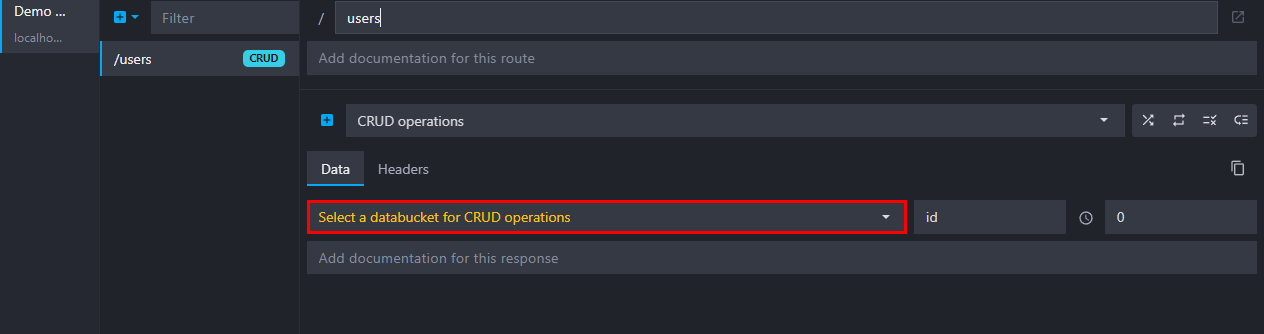 Demo ...
localho...
Filter
/users
CRUD
/
users
Add documentation for this route
CRUD operations
Data
Headers
Select a databucket for CRUD operations
id
0
Add documentation for this response